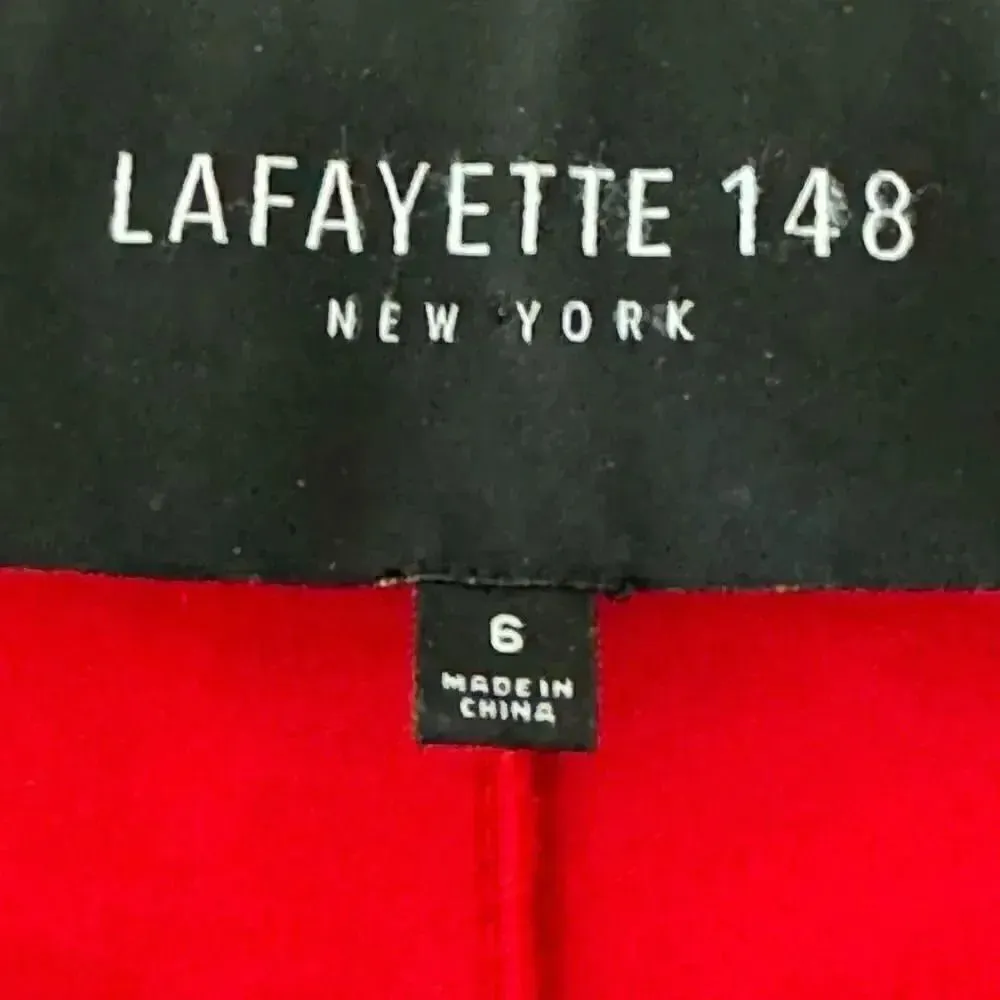 LAFAYETTE 148
NEW YORK
6
MADE IN
CHINA